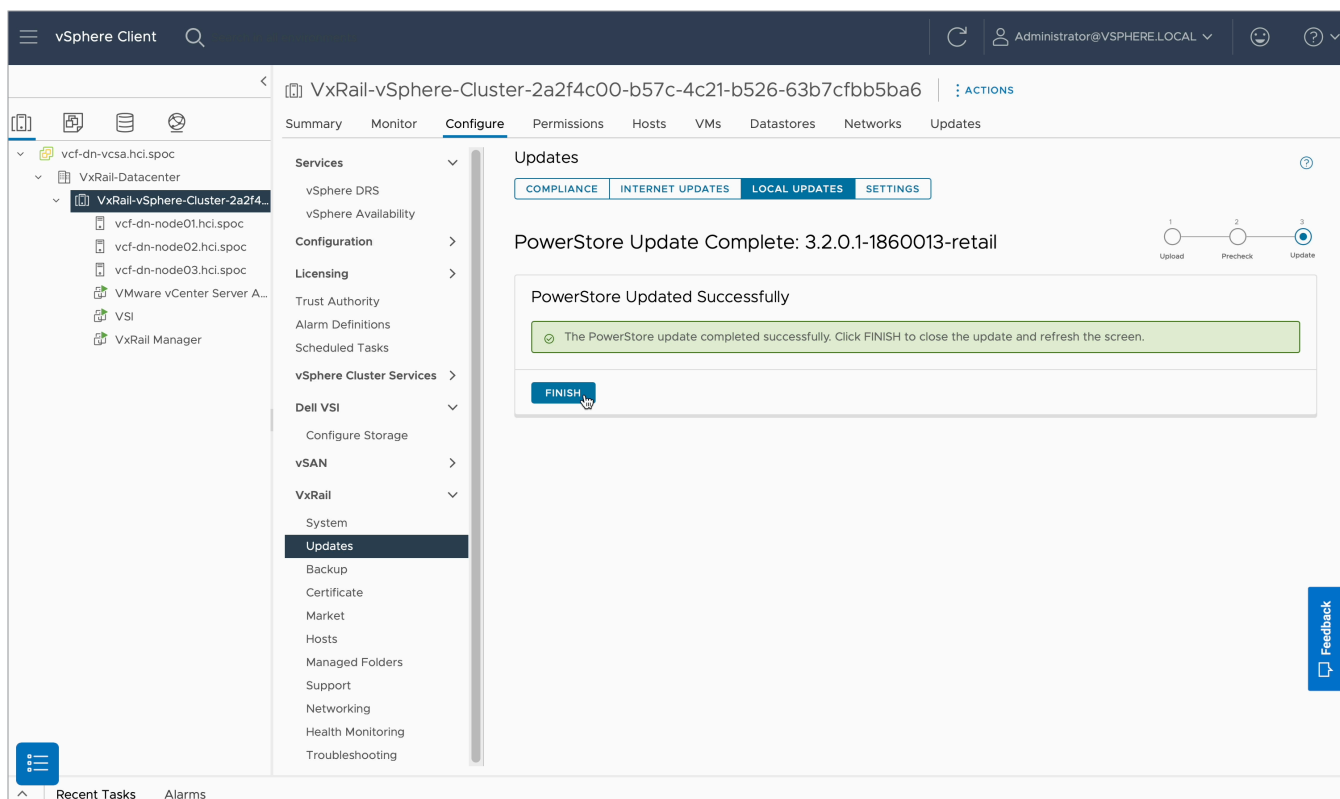 vSphere Client
Administrator@VSPHERE.LOCAL
VxRail-vSphere-Cluster-2a2f4c00-b57c-4c21-b526-63b7cfbb5ba6
ACTIONS
Summary Monitor Configure Permissions Hosts VMs Datastores Networks Updates
vcf-dn-vcsa.hci.spoc
VxRail-Datacenter
VxRail-vSphere-Cluster-2a2f4...
vcf-dn-node01.hci.spoc
vcf-dn-node02.hci.spoc
vcf-dn-node03.hci.spoc
VMware vCenter Server A...
VSI
VxRail Manager
Services
vSphere DRS
vSphere Availability
Configuration
Licensing
Trust Authority
Alarm Definitions
Scheduled Tasks
vSphere Cluster Services
Dell VSI
Configure Storage
vSAN
VxRail
System
Updates
Backup
Certificate
Market
Hosts
Managed Folders
Support
Networking
Health Monitoring
Troubleshooting
Updates
COMPLIANCE INTERNET UPDATES LOCAL UPDATES SETTINGS
PowerStore Update Complete: 3.2.0.1-1860013-retail
1 2 3
Upload Precheck Update
PowerStore Updated Successfully
The PowerStore update completed successfully. Click FINISH to close the update and refresh the screen.
FINISH
Feedback
Recent Tasks Alarms